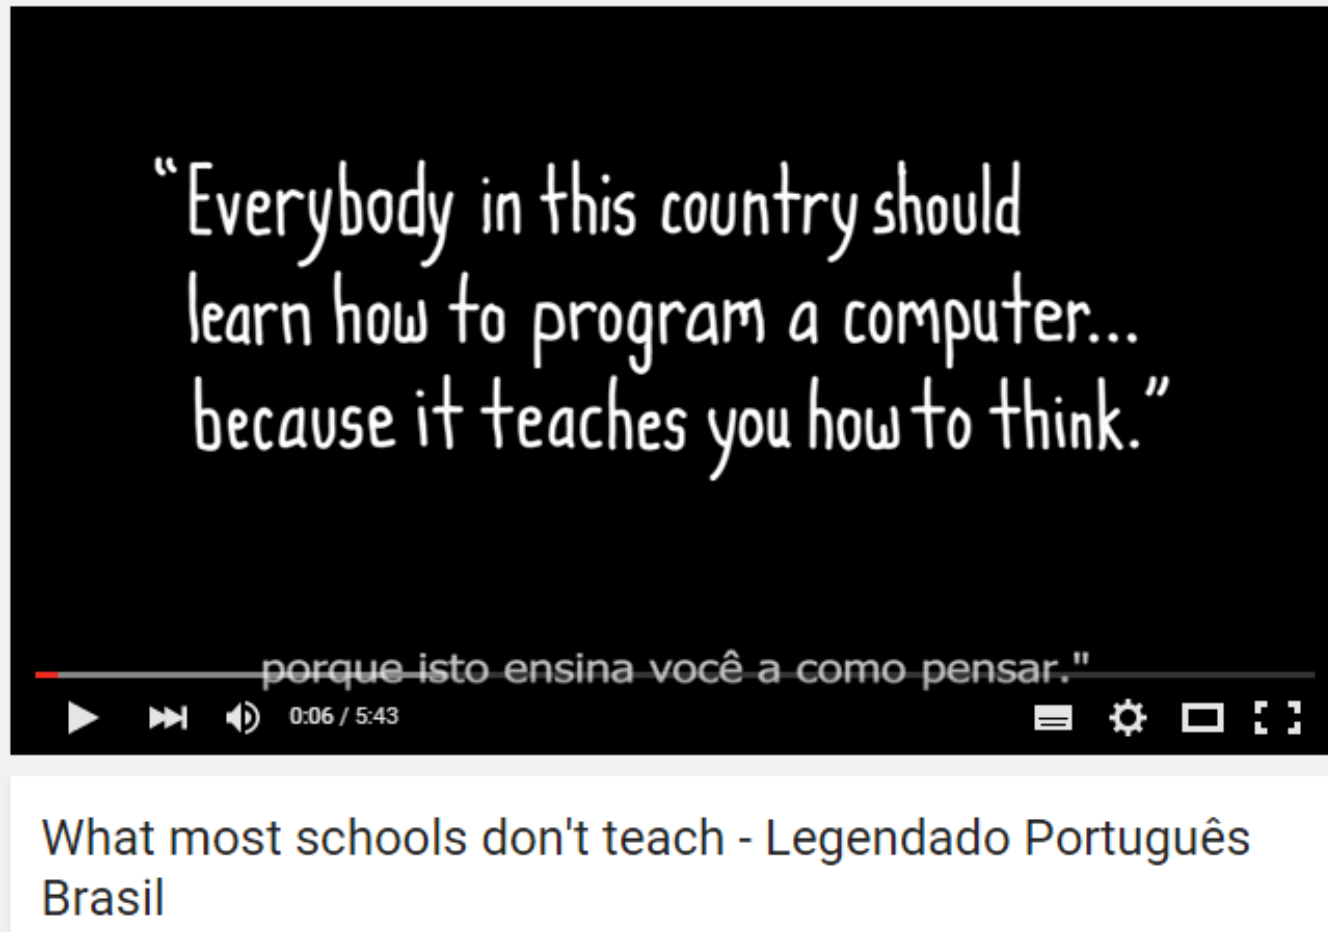 “Everybody in this country should
learn how to program a computer...
because it teaches you how to think.”
porque isto ensina você a como pensar."
0:06 / 5:43
What most schools don't teach - Legendado Português
Brasil